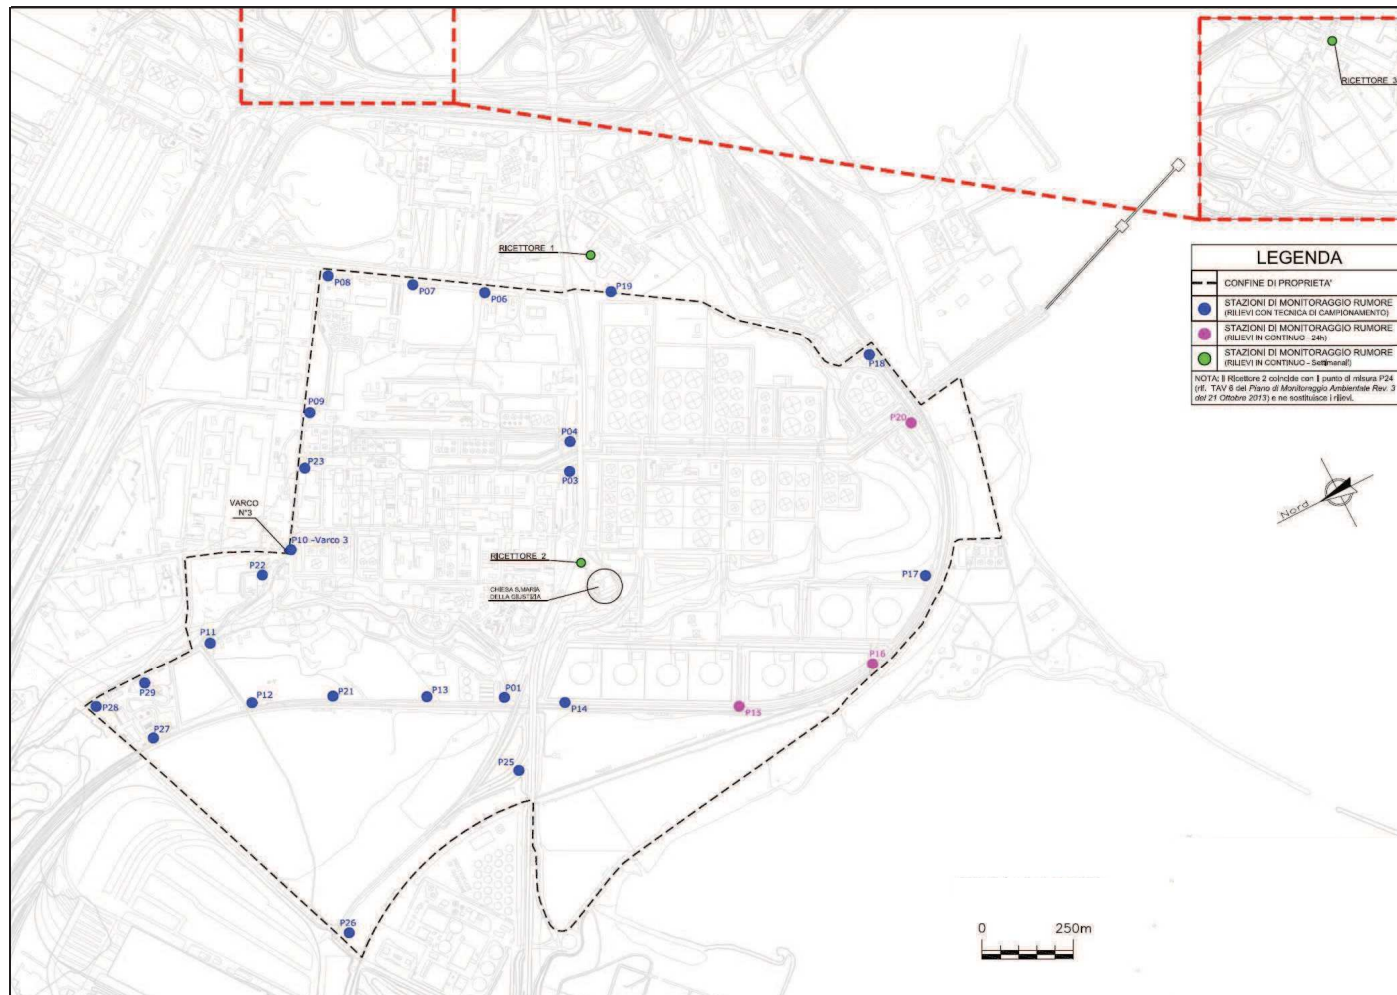 RICETTORE 3
RICETTORE 1
LEGENDA
CONFINE DI PROPRIETA'
STAZIONI DI MONITORAGGIO RUMORE
(RILIEVI CON TECNICA DI CAMPIONAMENTO)
STAZIONI DI MONITORAGGIO RUMORE
(RILIEVI IN CONTINUO - 24h)
STAZIONI DI MONITORAGGIO RUMORE
(RILIEVI IN CONTINUO - Settimanali)
NOTA: Il Ricettore 2 coincide con il punto di misura P24
(rif. TAV 6 del Piano di Monitoraggio Ambientale Rev. 3
del 21 Ottobre 2013) e ne sostituisce i rilievi.
P08
P07
P06
P19
P18
P09
P20
P04
P23
P03
Nord
VARCO
N°3
P10 -Varco 3
RICETTORE 2
P22
P17
CHIESA S.MARIA
DELLA GIUSTIZIA
P11
P16
P29
P28
P12
P21
P13
P01
P14
P15
P27
P25
P26
0 250m